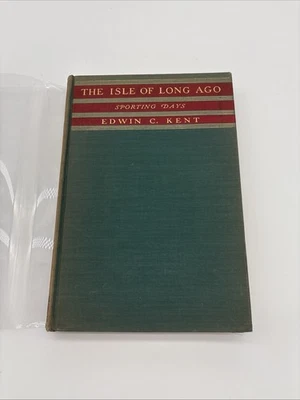 THE ISLE OF LONG AGO
SPORTING DAYS
EDWIN C. KENT